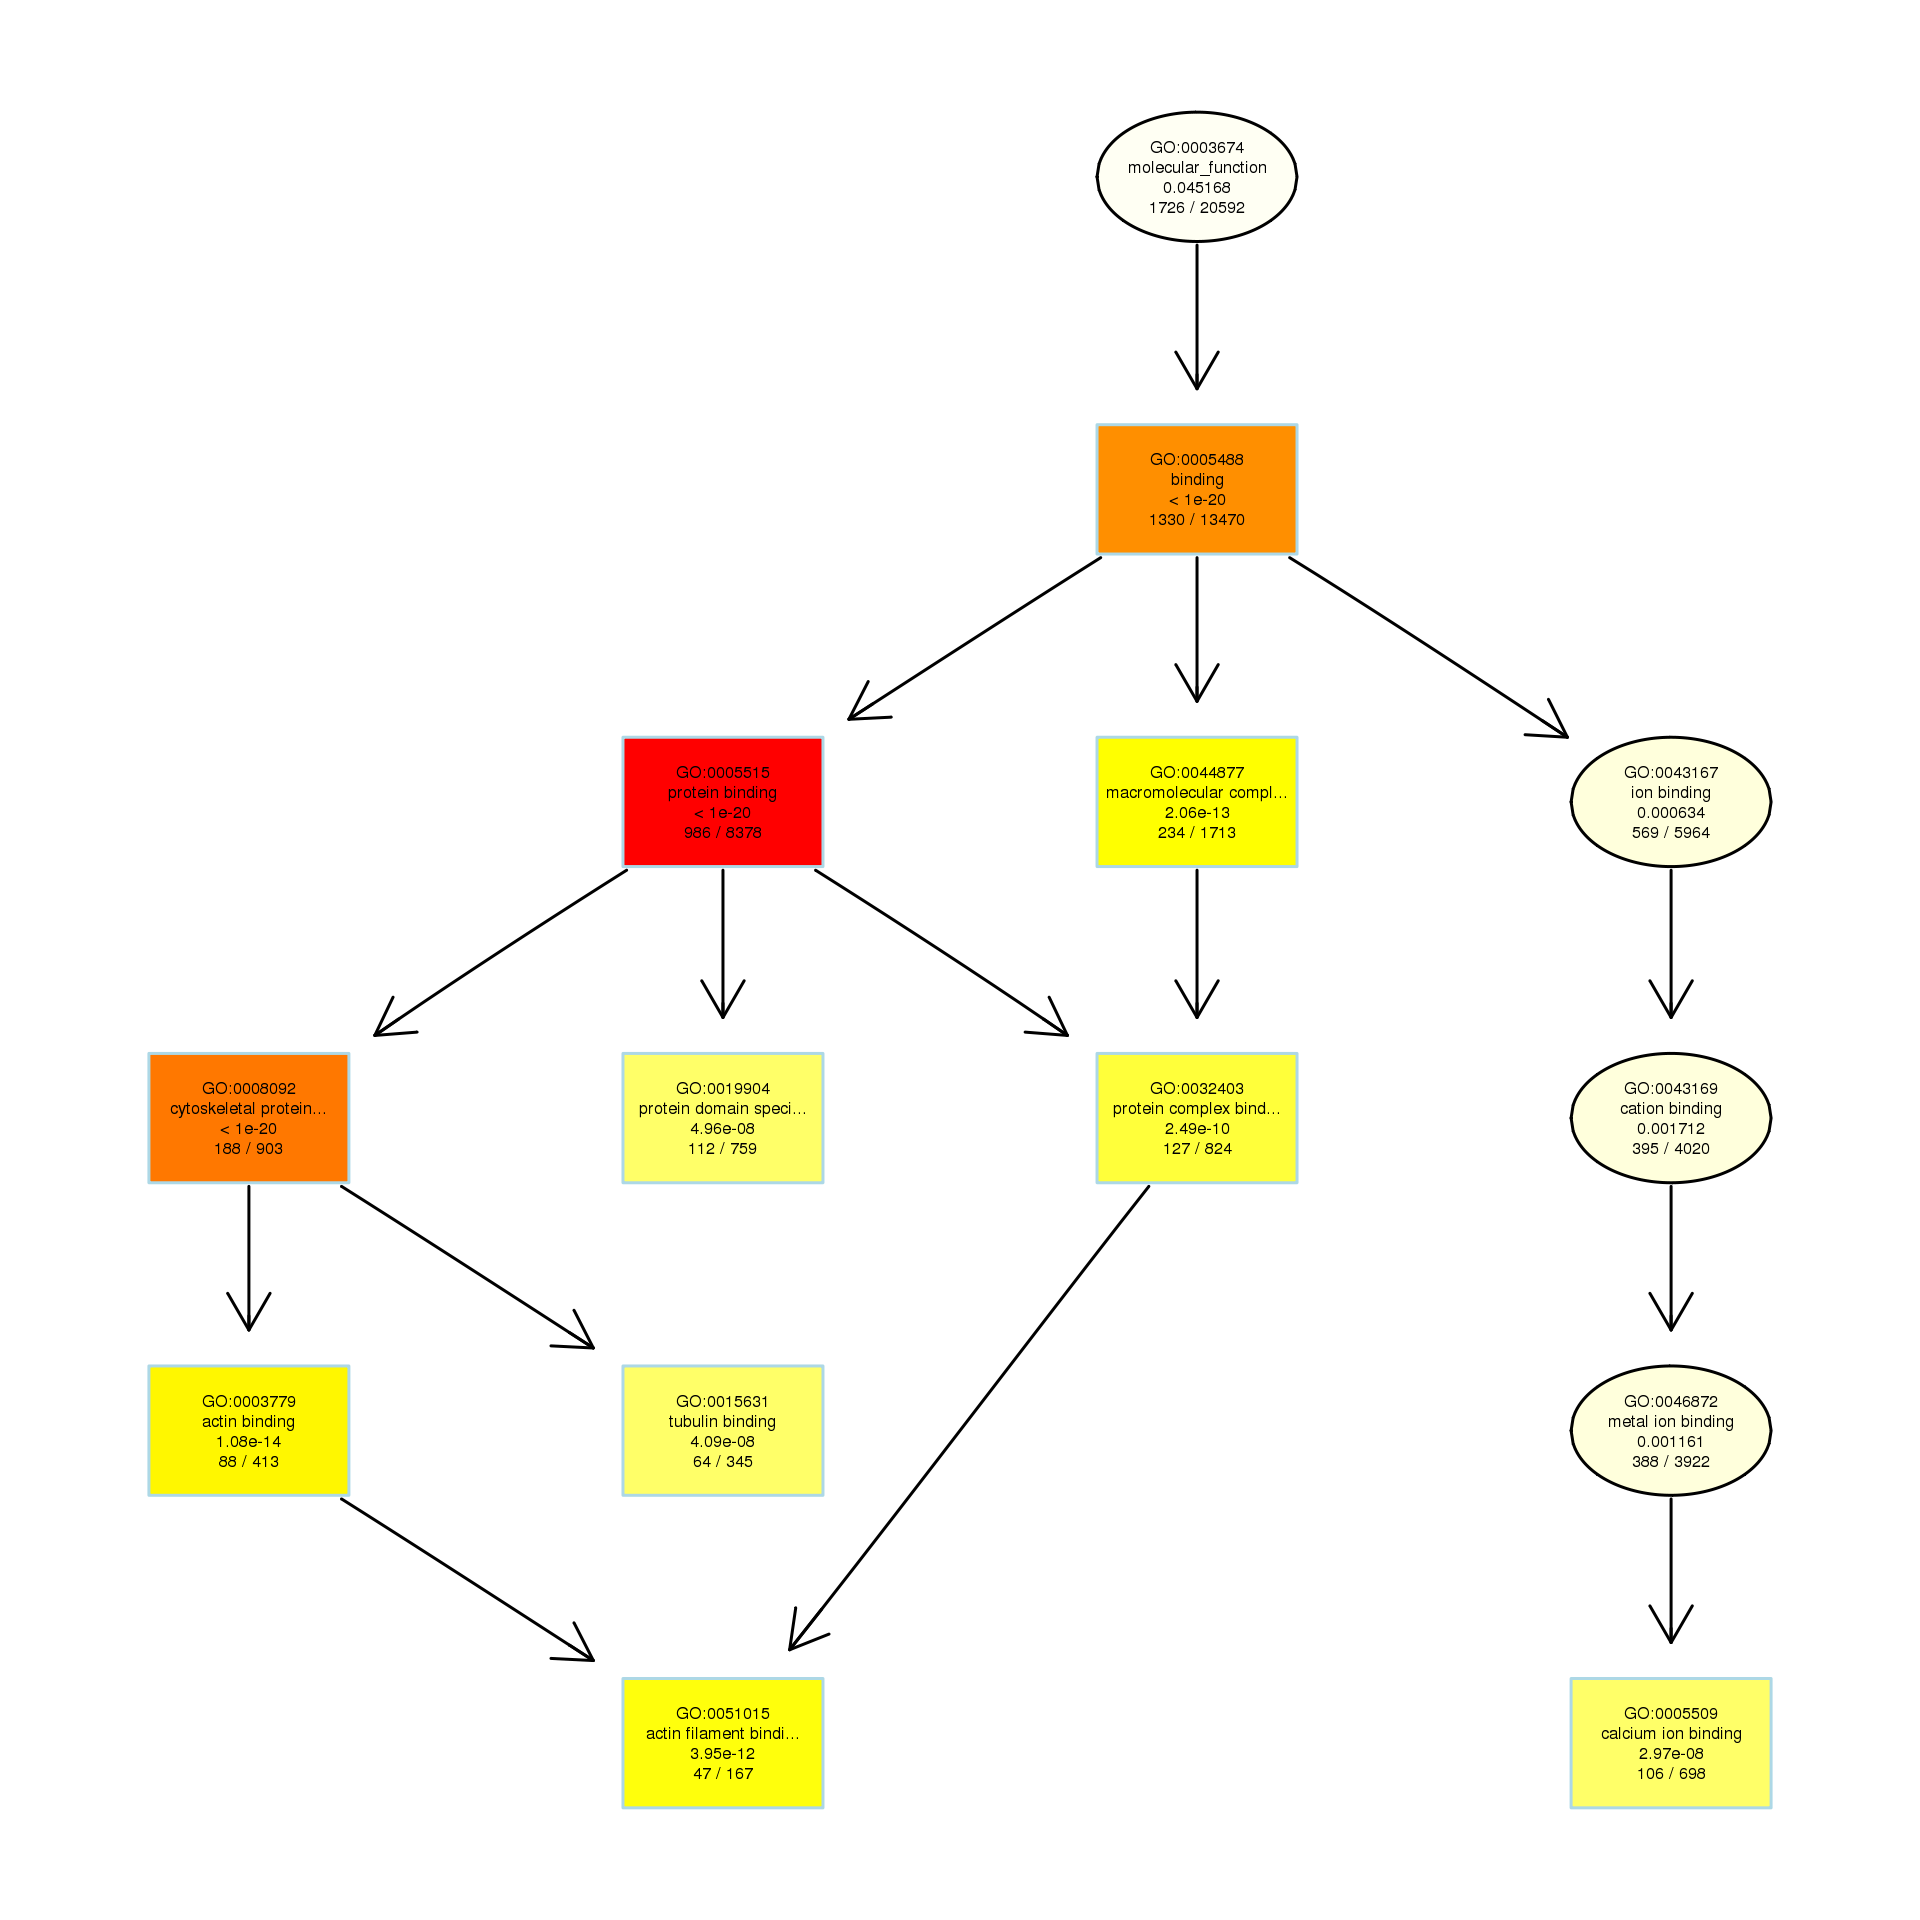 GO:0003674
molecular_function
0.045168
1726 / 20592
GO:0005488
binding
< 1e-20
1330 / 13470
GO:0005515
protein binding
< 1e-20
986 / 8378
GO:0044877
macromolecular compl...
2.06e-13
234 / 1713
GO:0043167
ion binding
0.000634
569 / 5964
GO:0008092
cytoskeletal protein...
< 1e-20
188 / 903
GO:0019904
protein domain speci...
4.96e-08
112 / 759
GO:0032403
protein complex bind...
2.49e-10
127 / 824
GO:0043169
cation binding
0.001712
395 / 4020
GO:0003779
actin binding
1.08e-14
88 / 413
GO:0015631
tubulin binding
4.09e-08
64 / 345
GO:0046872
metal ion binding
0.001161
388 / 3922
GO:0051015
actin filament bindi...
3.95e-12
47 / 167
GO:0005509
calcium ion binding
2.97e-08
106 / 698